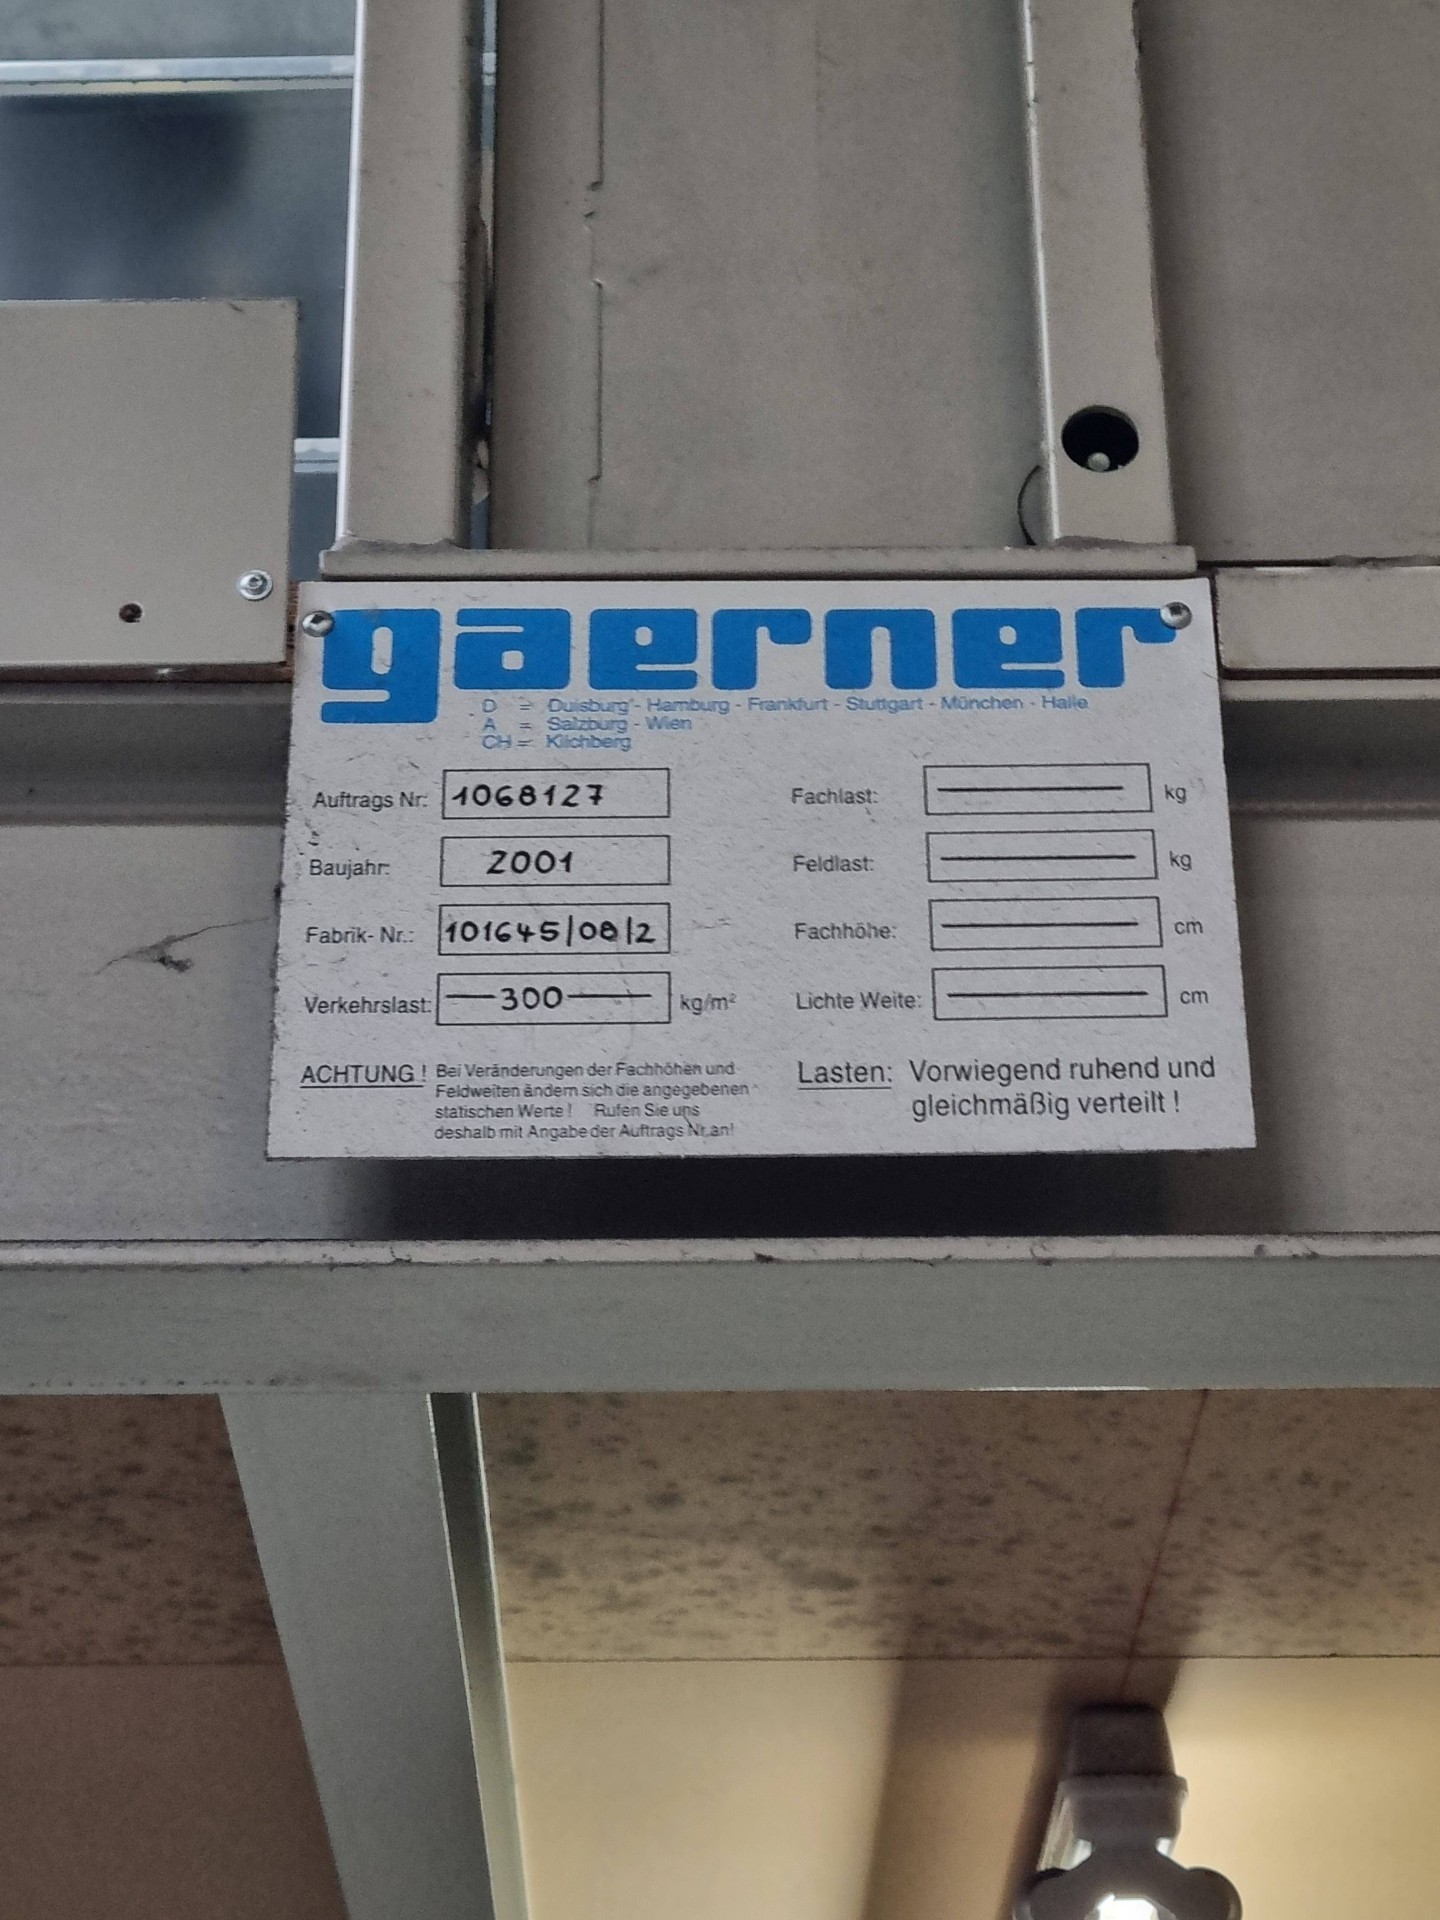 gaerner
D = Duisburg - Hamburg - Frankfurt - Stuttgart - München - Halle
A = Salzburg - Wien
CH = Kilchberg
Auftrags Nr: 1068127
Fachlast: kg
Baujahr: 2001
Feldlast: kg
Fabrik- Nr.: 101645/08/2
Fachhöhe: cm
Verkehrslast: —300— kg/m²
Lichte Weite: cm
ACHTUNG ! Bei Veränderungen der Fachhöhen und
Feldweiten ändern sich die angegebenen
statischen Werte ! Rufen Sie uns
deshalb mit Angabe der Auftrags Nr. an!
Lasten: Vorwiegend ruhend und
gleichmäßig verteilt !